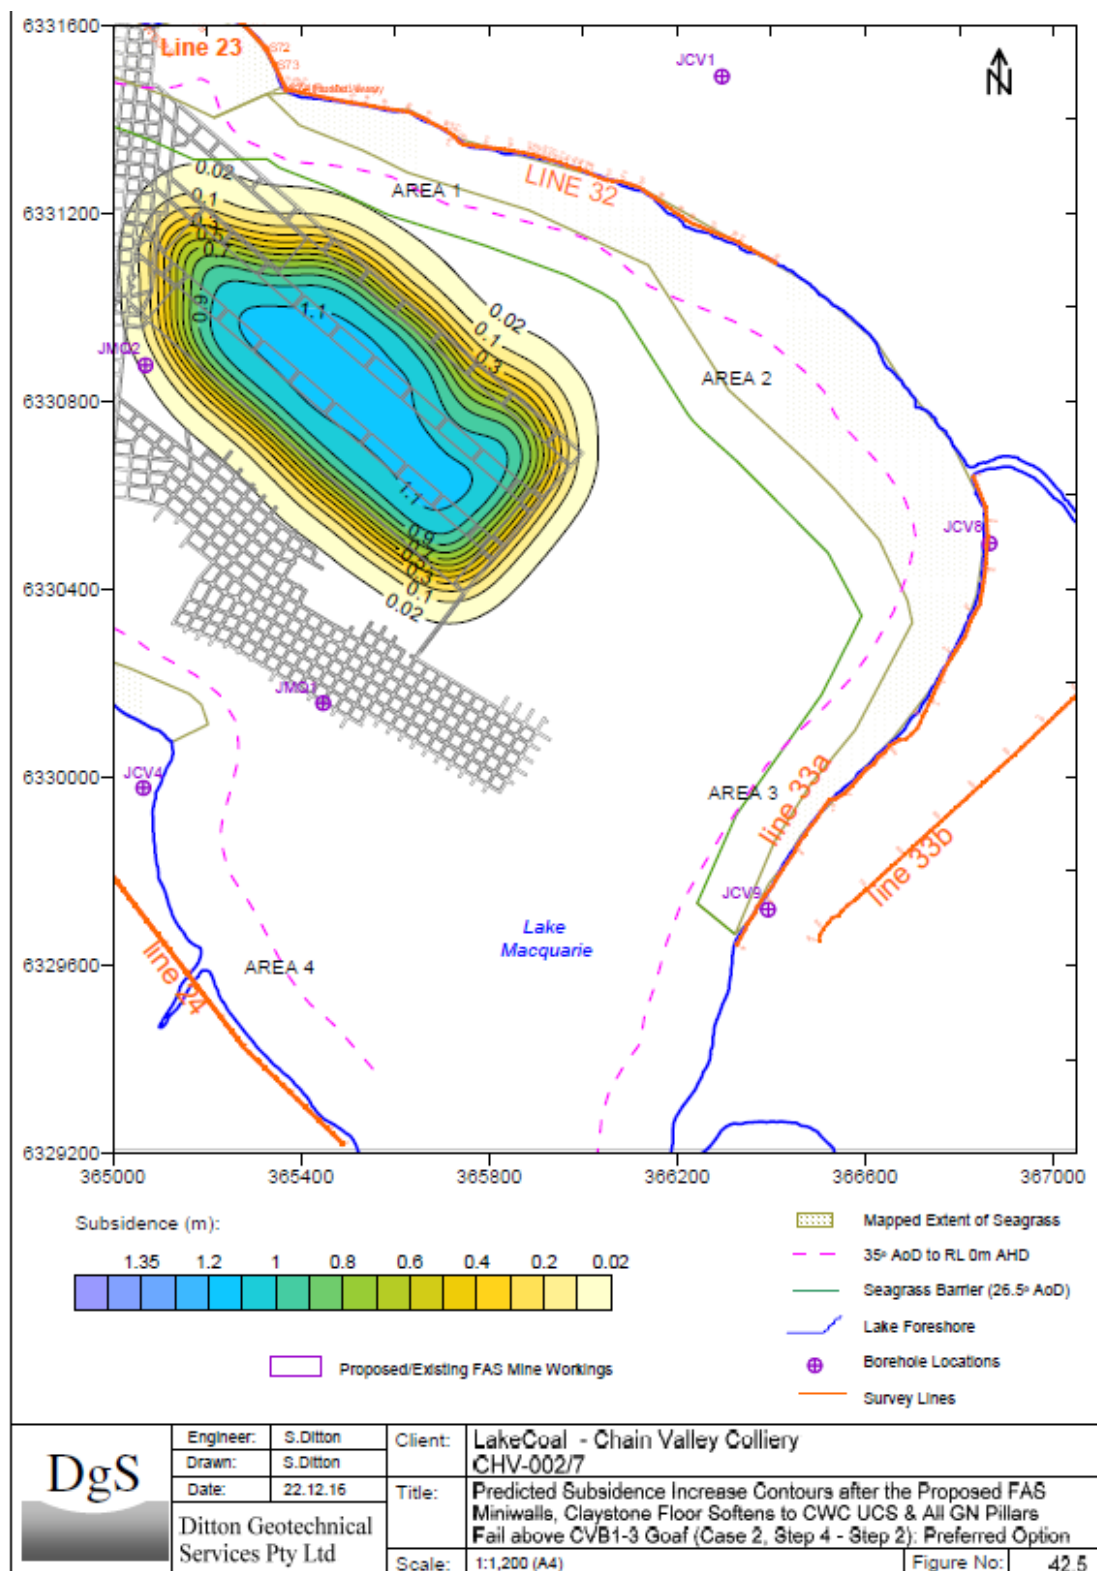 6331600
6331200
6330800
6330400
6330000
6329600
6329200
365000
365400
365800
366200
366600
367000
Line 23
S72
S73
JCV1
N
LINE 32
AREA 1
0.02
0.1
0.3
0.9
1.1
0.02
0.1
0.3
JMQ2
AREA 2
1.1
0.9
0.3
0.1
0.02
JCV8
JMQ1
JCV4
AREA 3
line 33a
line 33b
JCV9
Lake
Macquarie
AREA 4
line 24
Subsidence (m):
1.35 1.2 1 0.8 0.6 0.4 0.2 0.02
Proposed/Existing FAS Mine Workings
Mapped Extent of Seagrass
35° AoD to RL 0m AHD
Seagrass Barrier (26.5° AoD)
Lake Foreshore
Borehole Locations
Survey Lines
DgS
Engineer: S.Ditton
Drawn: S.Ditton
Date: 22.12.16
Ditton Geotechnical
Services Pty Ltd
Client: LakeCoal - Chain Valley Colliery
CHV-002/7
Title: Predicted Subsidence Increase Contours after the Proposed FAS
Miniwalls, Claystone Floor Softens to CWC UCS & All GN Pillars
Fail above CVB1-3 Goaf (Case 2, Step 4 - Step 2): Preferred Option
Scale: 1:1,200 (A4)
Figure No: 42.5